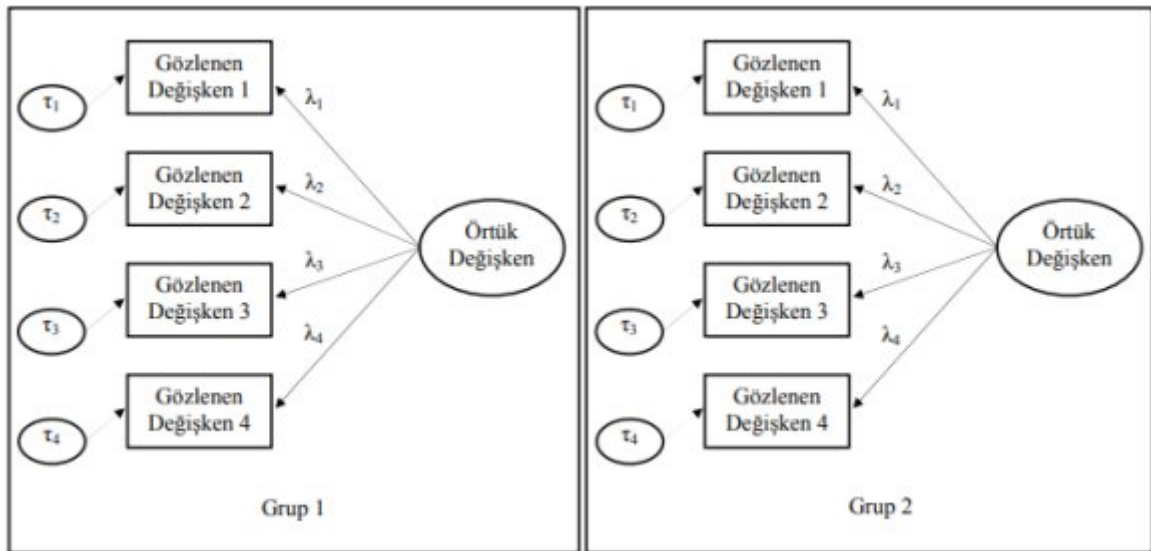 Gözlenen
Değişken 1
τ1
λ1
Gözlenen
Değişken 2
τ2
λ2
Örtük
Değişken
Gözlenen
Değişken 3
τ3
λ3
λ4
Gözlenen
Değişken 4
τ4
Grup 1
Gözlenen
Değişken 1
τ1
λ1
Gözlenen
Değişken 2
τ2
λ2
Örtük
Değişken
Gözlenen
Değişken 3
τ3
λ3
λ4
Gözlenen
Değişken 4
τ4
Grup 2